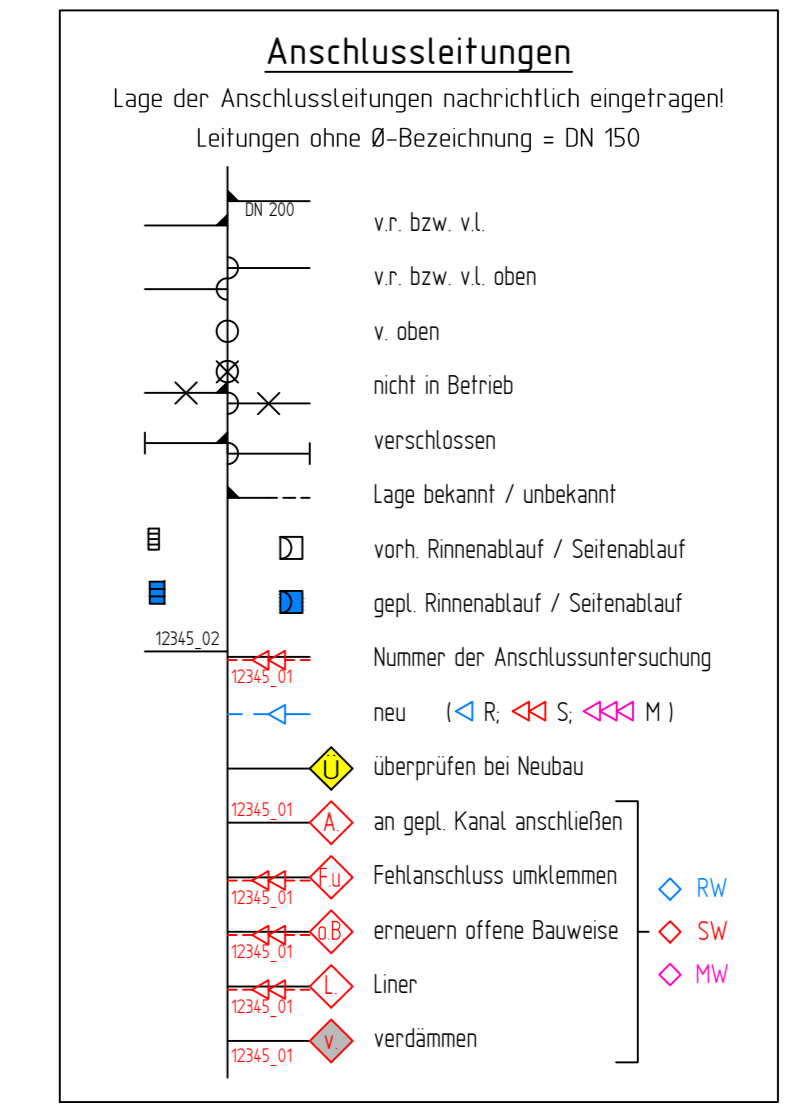 Anschlussleitungen
Lage der Anschlussleitungen nachrichtlich eingetragen!
Leitungen ohne Ø-Bezeichnung = DN 150
DN 200
v.r. bzw. v.l.
v.r. bzw. v.l. oben
v. oben
nicht in Betrieb
verschlossen
Lage bekannt / unbekannt
vorh. Rinnenablauf / Seitenablauf
gepl. Rinnenablauf / Seitenablauf
12345_02
12345_01
Nummer der Anschlussuntersuchung
neu ( R; S; M )
Ü überprüfen bei Neubau
12345_01 A. an gepl. Kanal anschließen
12345_01 F.u Fehlanschluss umklemmen
12345_01 o.B. erneuern offene Bauweise
12345_01 L. Liner
12345_01 v. verdämmen
RW
SW
MW